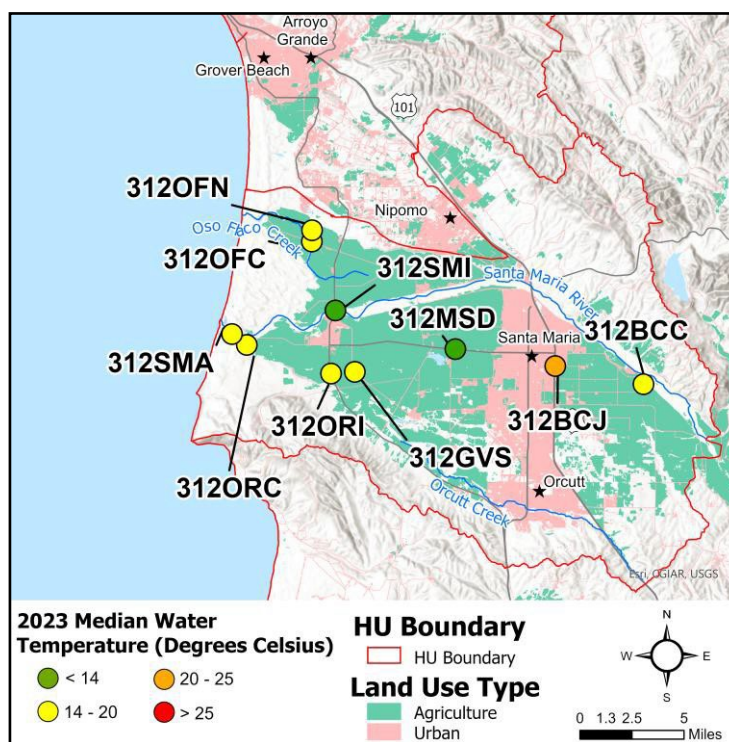 Arroyo
Grande
Grover Beach
101
312OFN
Nipomo
Oso Flaco
Creek
312OFC
312SMI
Santa Maria
River
312MSD
Santa Maria
312BCC
312SMA
312ORI
312BCJ
312GVS
312ORC
Orcutt
Orcutt Creek
Esri, CGIAR, USGS
2023 Median Water
Temperature (Degrees Celsius)
< 14
20 - 25
14 - 20
> 25
HU Boundary
HU Boundary
Land Use Type
Agriculture
Urban
N
W
E
S
0 1.3 2.5 5
Miles